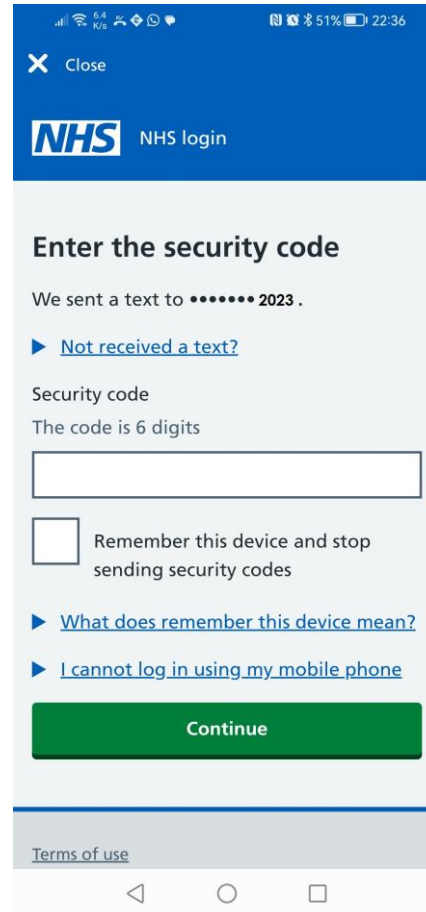 6.4
K/s
51% 22:36
Close
NHS NHS login
Enter the security code
We sent a text to ••••••• 2023 .
Not received a text?
Security code
The code is 6 digits
Remember this device and stop
sending security codes
What does remember this device mean?
I cannot log in using my mobile phone
Continue
Terms of use